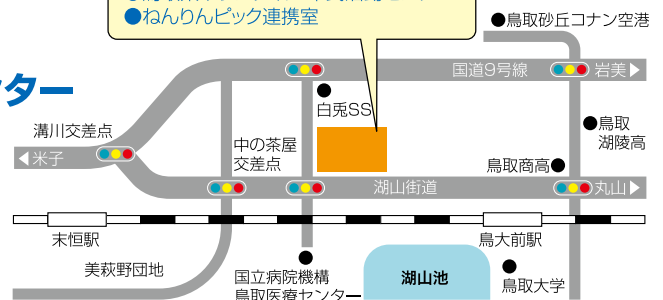 ●ねんりんピック連携室
●鳥取砂丘コナン空港
国道9号線
岩美
ター
白兎SS
●鳥取
湖陵高
溝川交差点
米子
中の茶屋
交差点
鳥取商高●
湖山街道
丸山
末恒駅
鳥大前駅
美萩野団地
国立病院機構
鳥取医療センター
湖山池
鳥取大学